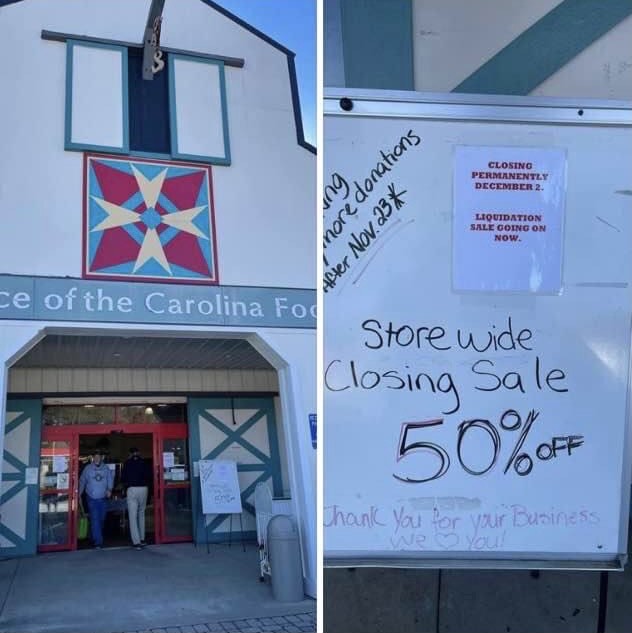 ce of the Carolina Foo
more donations
After Nov. 23 *
CLOSING
PERMANENTLY
DECEMBER 2.
LIQUIDATION
SALE GOING ON
NOW.
Store wide
Closing Sale
50% OFF
Thank You for your Business
we ♡ You!